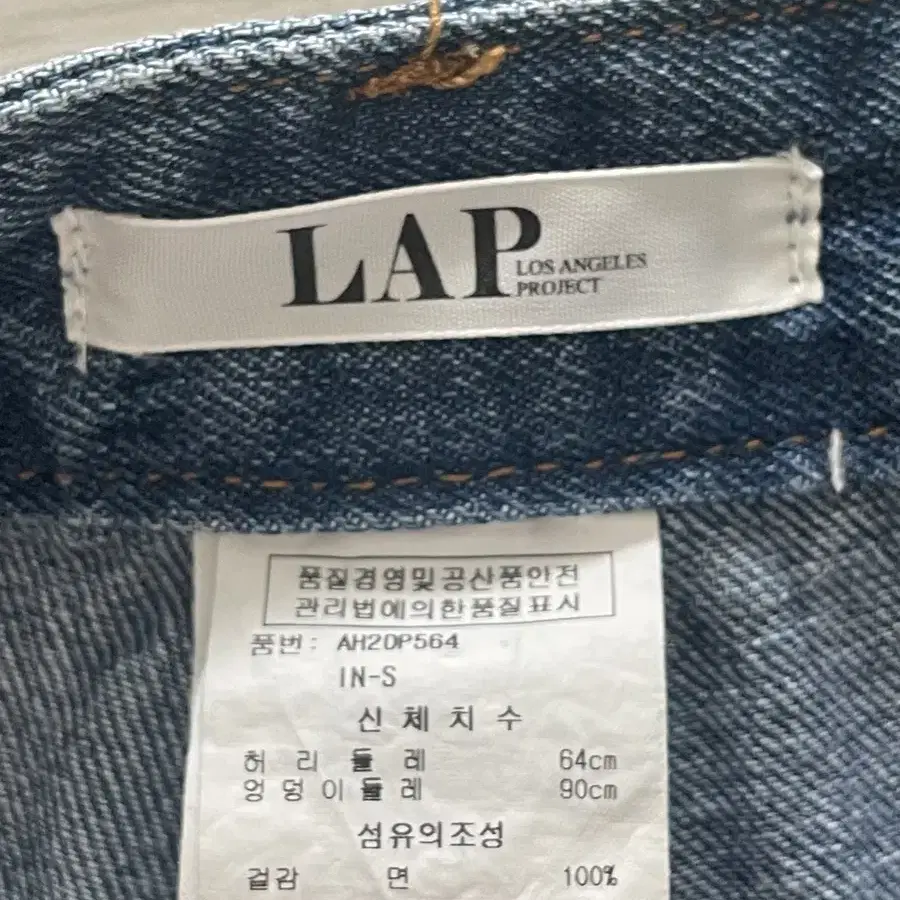 LAP
LOS ANGELES
PROJECT
품질경영및공산품안전
관리법에의한품질표시
품번: AH2DP564
IN-S
신체치수
허리둘레 64cm
엉덩이둘레 90cm
섬유의조성
겉감 면 100%